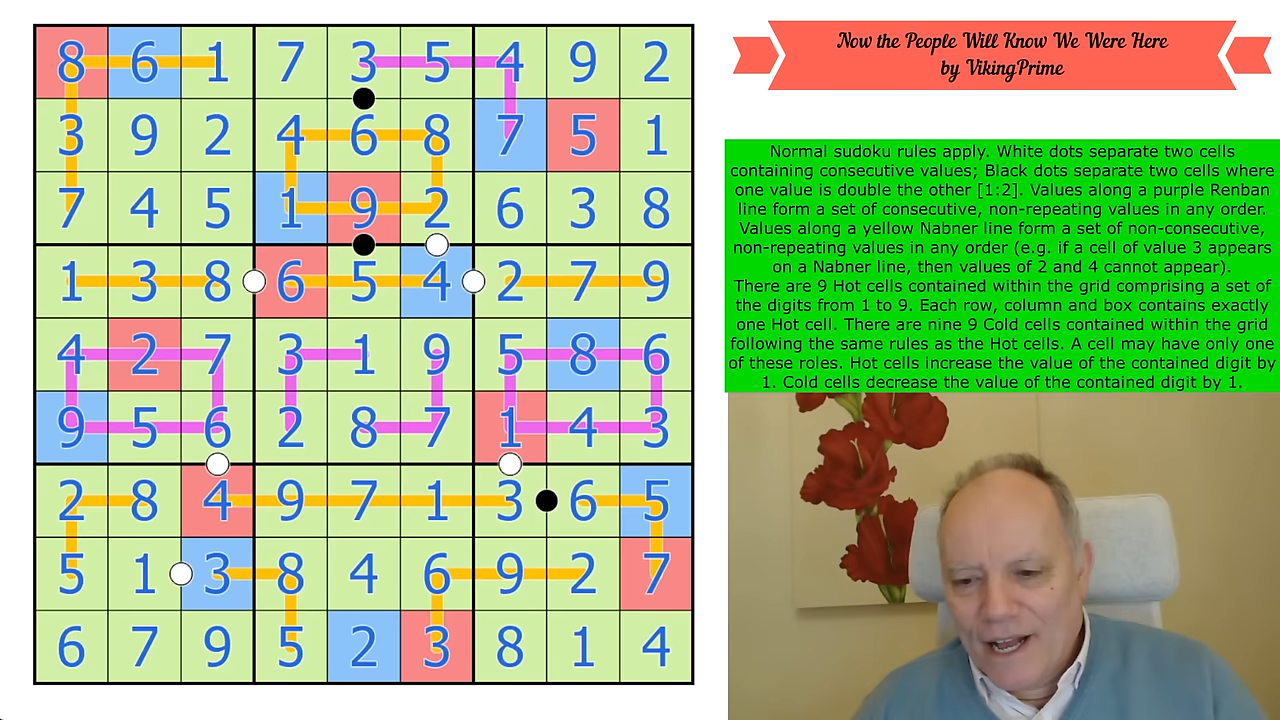 Now the People Will Know We Were Here
by VikingPrime
Normal sudoku rules apply. White dots separate two cells
containing consecutive values; Black dots separate two cells where
one value is double the other [1:2]. Values along a purple Renban
line form a set of consecutive, non-repeating values in any order.
Values along a yellow Nabner line form a set of non-consecutive,
non-repeating values in any order (e.g. if a cell of value 3 appears
on a Nabner line, then values of 2 and 4 cannot appear).
There are 9 Hot cells contained within the grid comprising a set of
the digits from 1 to 9. Each row, column and box contains exactly
one Hot cell. There are nine 9 Cold cells contained within the grid
following the same rules as the Hot cells. A cell may have only one
of these roles. Hot cells increase the value of the contained digit by
1. Cold cells decrease the value of the contained digit by 1.
8 6 1 7 3 5 4 9 2
3 9 2 4 6 8 7 5 1
7 4 5 1 9 2 6 3 8
1 3 8 6 5 4 2 7 9
4 2 7 3 1 9 5 8 6
9 5 6 2 8 7 1 4 3
2 8 4 9 7 1 3 6 5
5 1 3 8 4 6 9 2 7
6 7 9 5 2 3 8 1 4